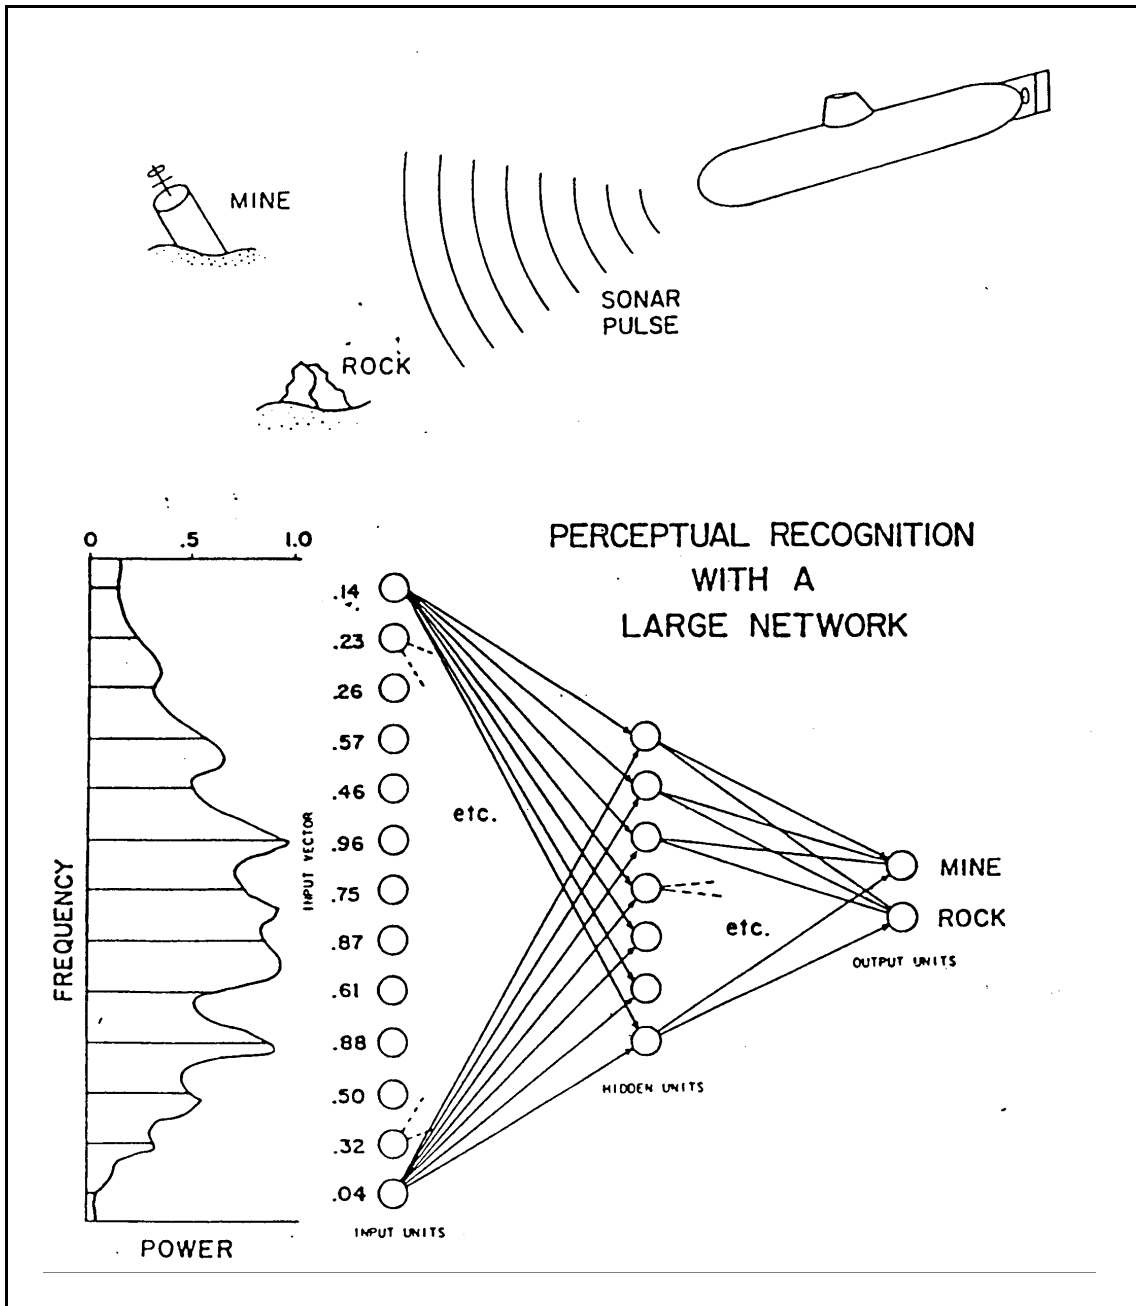 MINE
SONAR
PULSE
ROCK
PERCEPTUAL RECOGNITION
WITH A
LARGE NETWORK
0 .5 1.0
FREQUENCY
POWER
INPUT VECTOR
.14
.23
.26
.57
.46
.96
.75
.87
.61
.88
.50
.32
.04
INPUT UNITS
etc.
HIDDEN UNITS
etc.
MINE
ROCK
OUTPUT UNITS